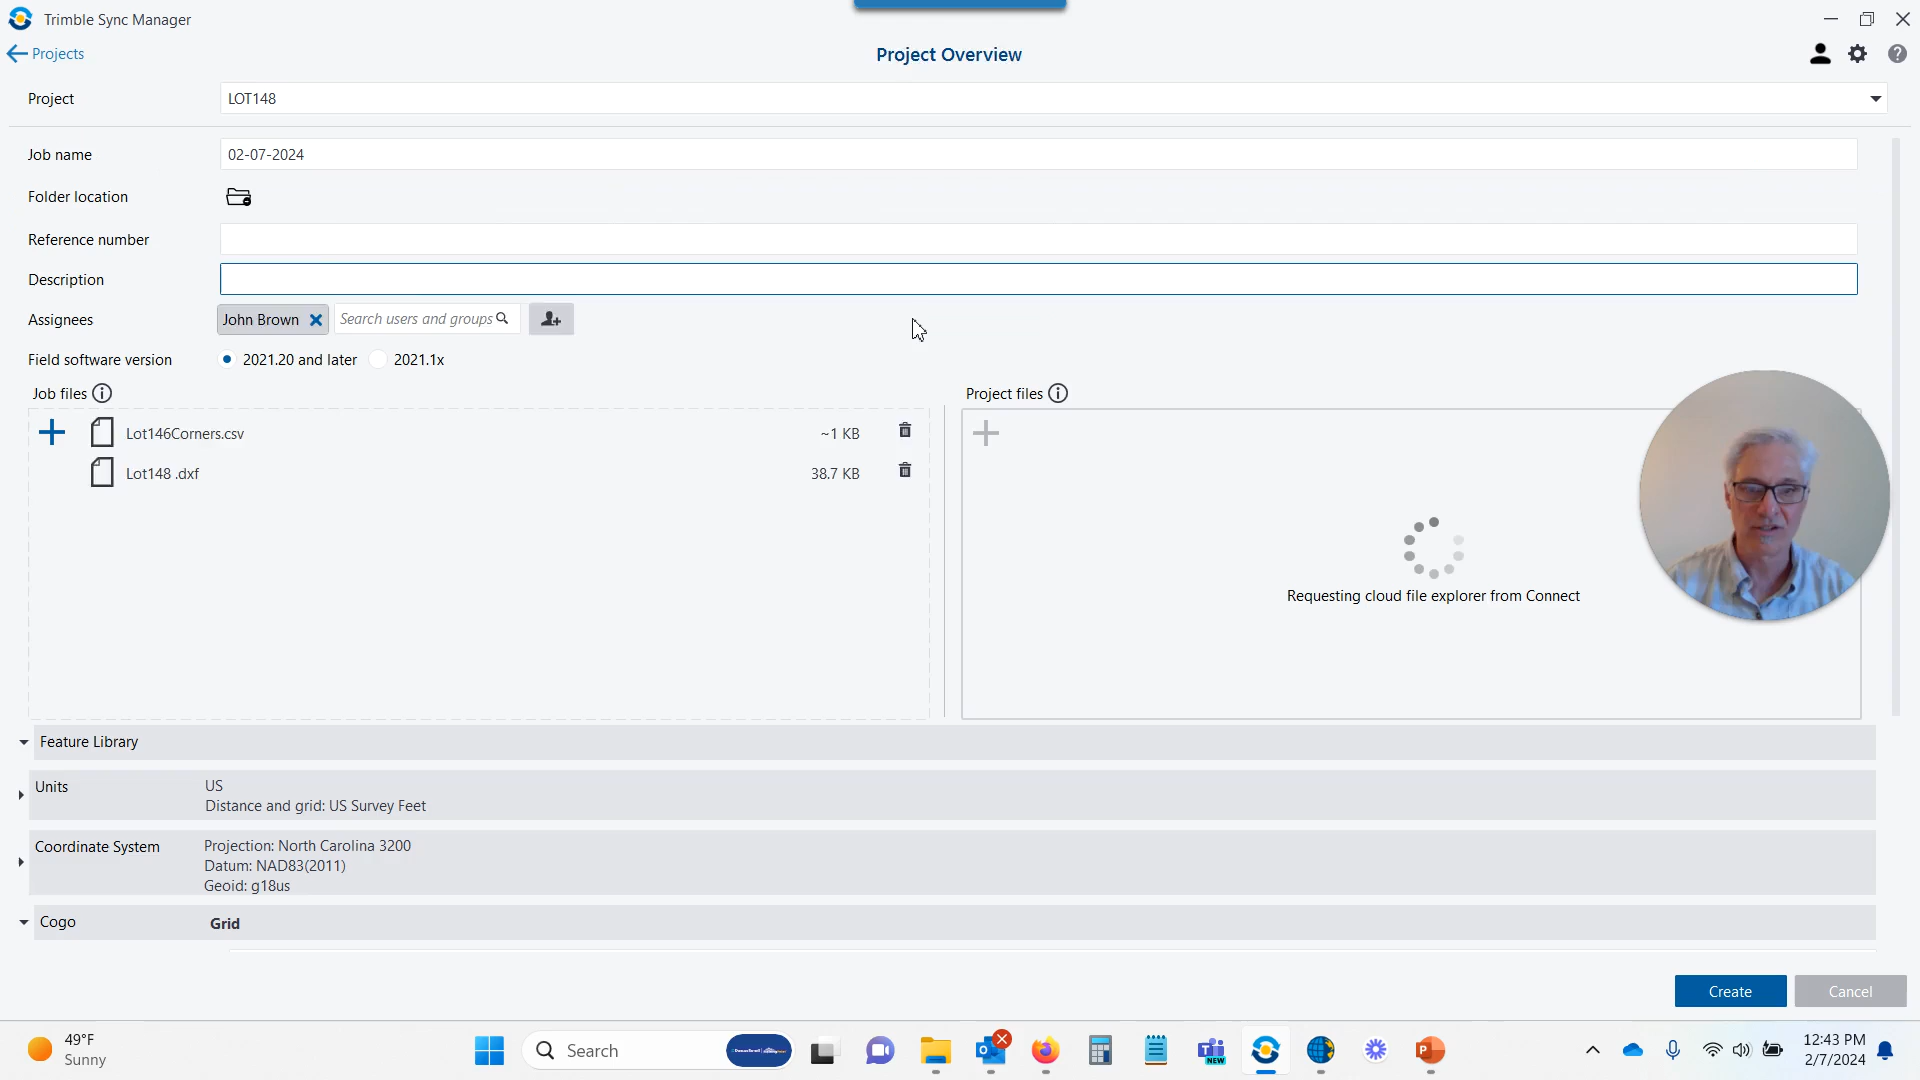 Trimble Sync Manager
Projects
Project Overview
Project
LOT148
Job name
02-07-2024
Folder location
Reference number
Description
Assignees
John Brown
Search users and groups
Field software version
2021.20 and later
2021.1x
Job files
Project files
Lot146Corners.csv
~1 KB
Lot148 .dxf
38.7 KB
Requesting cloud file explorer from Connect
Feature Library
Units
US
Distance and grid: US Survey Feet
Coordinate System
Projection: North Carolina 3200
Datum: NAD83(2011)
Geoid: g18us
Cogo
Grid
Create
Cancel
49°F
Sunny
Search
NEW
12:43 PM
2/7/2024